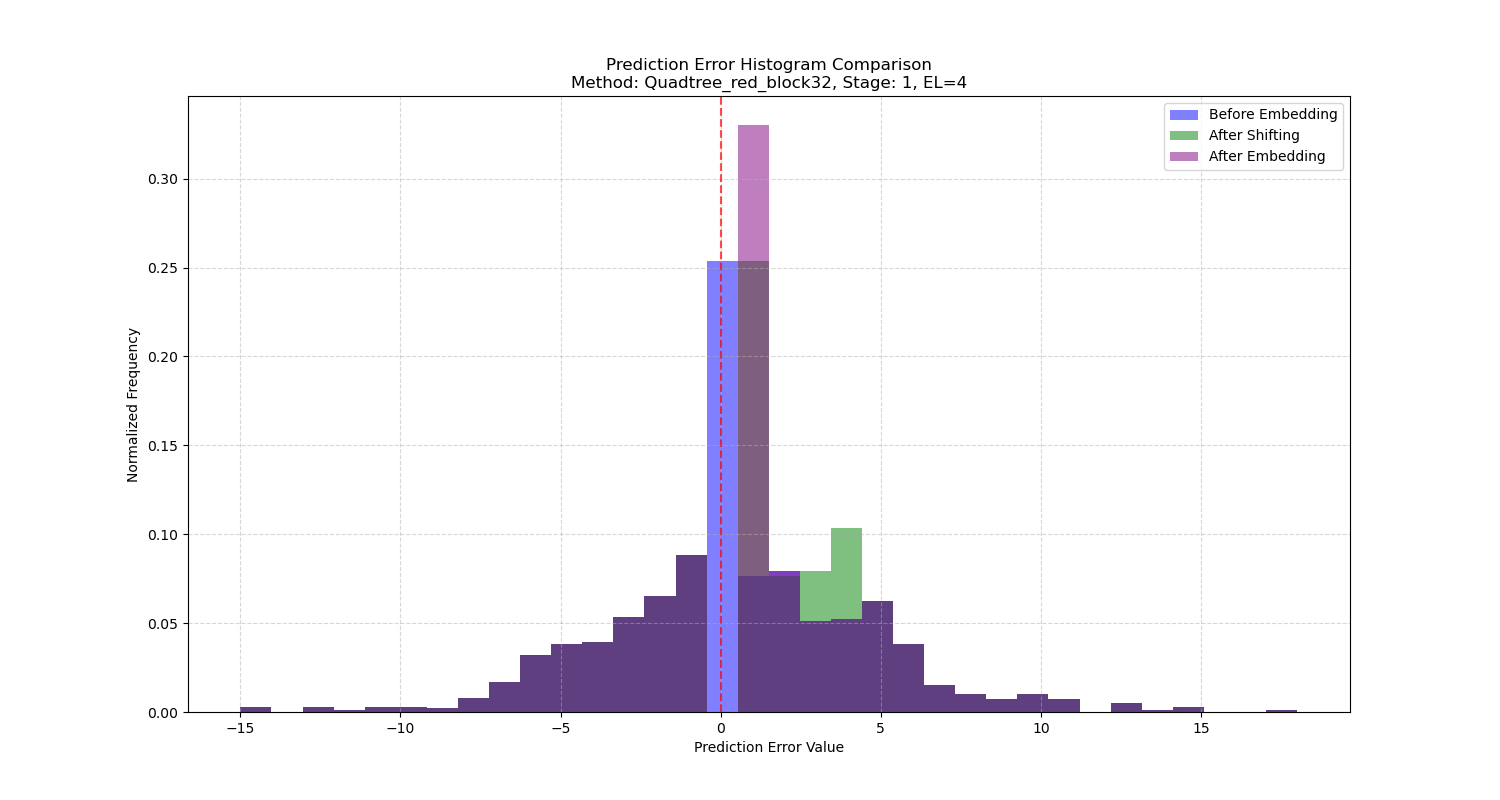 Prediction Error Histogram Comparison
Method: Quadtree_red_block32, Stage: 1, EL=4
Before Embedding
After Shifting
After Embedding
Normalized Frequency
0.30
0.25
0.20
0.15
0.10
0.05
0.00
−15 −10 −5 0 5 10 15
Prediction Error Value